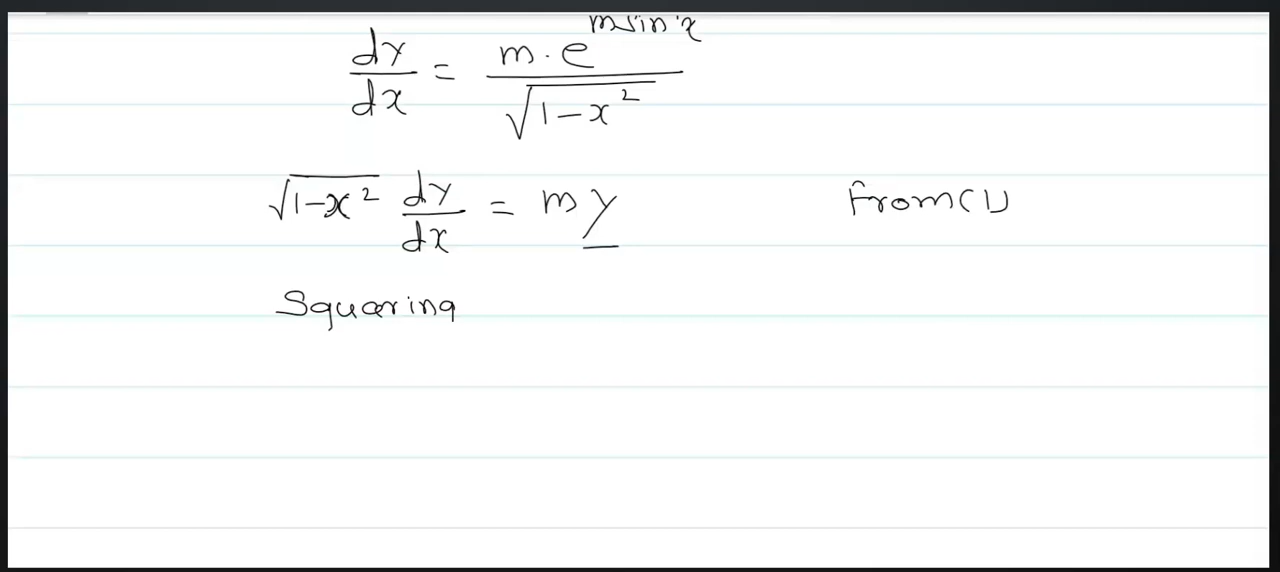 dy/dx = m·e^(m sin⁻¹x) / √(1-x²)
√(1-x²) dy/dx = my From(1)
Squaring